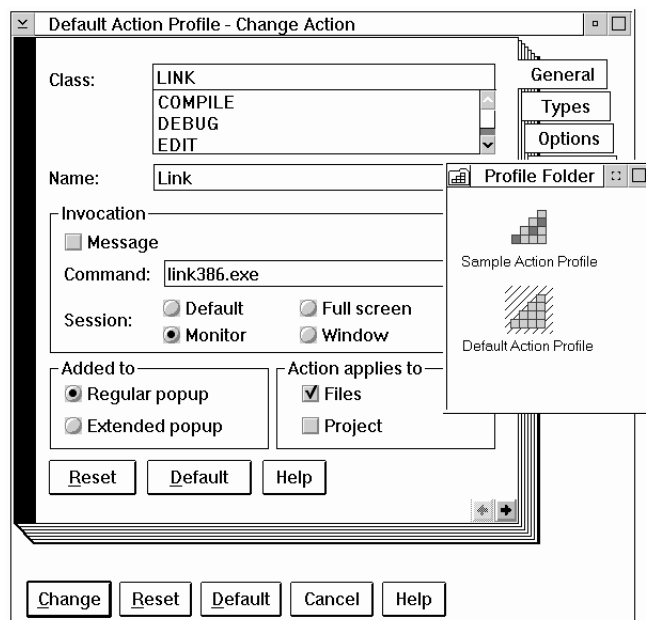 Default Action Profile - Change Action
General
Types
Options
Class:
LINK
COMPILE
DEBUG
EDIT
Name:
Link
Invocation
Message
Command:
link386.exe
Session:
Default
Full screen
Monitor
Window
Added to
Regular popup
Extended popup
Action applies to
Files
Project
Reset
Default
Help
Profile Folder
Sample Action Profile
Default Action Profile
Change
Reset
Default
Cancel
Help